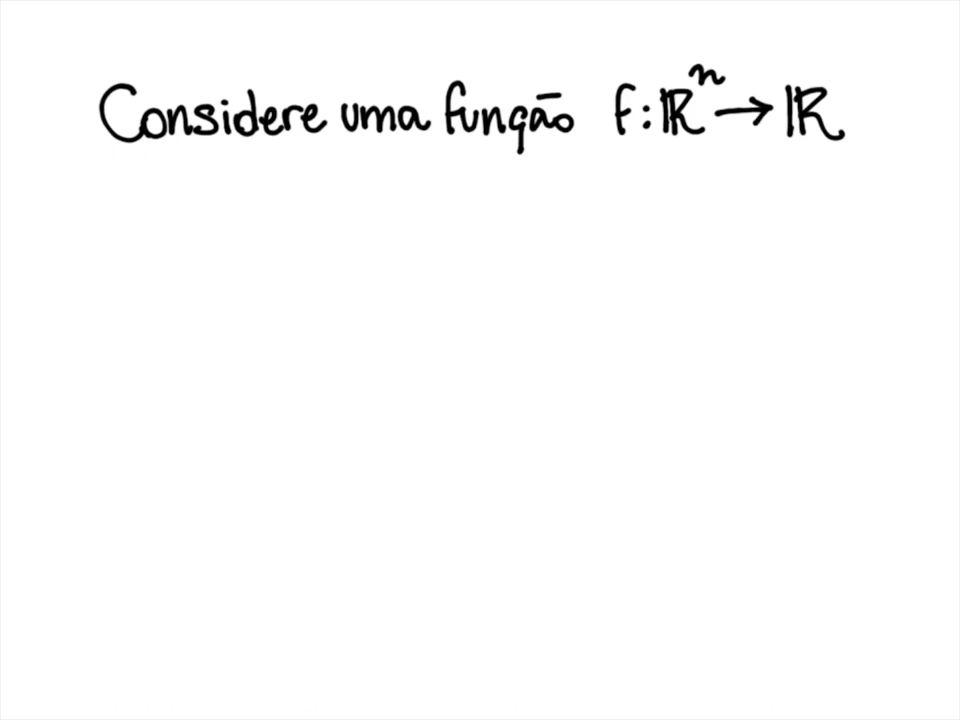 Considere uma função f: ℝⁿ → ℝ